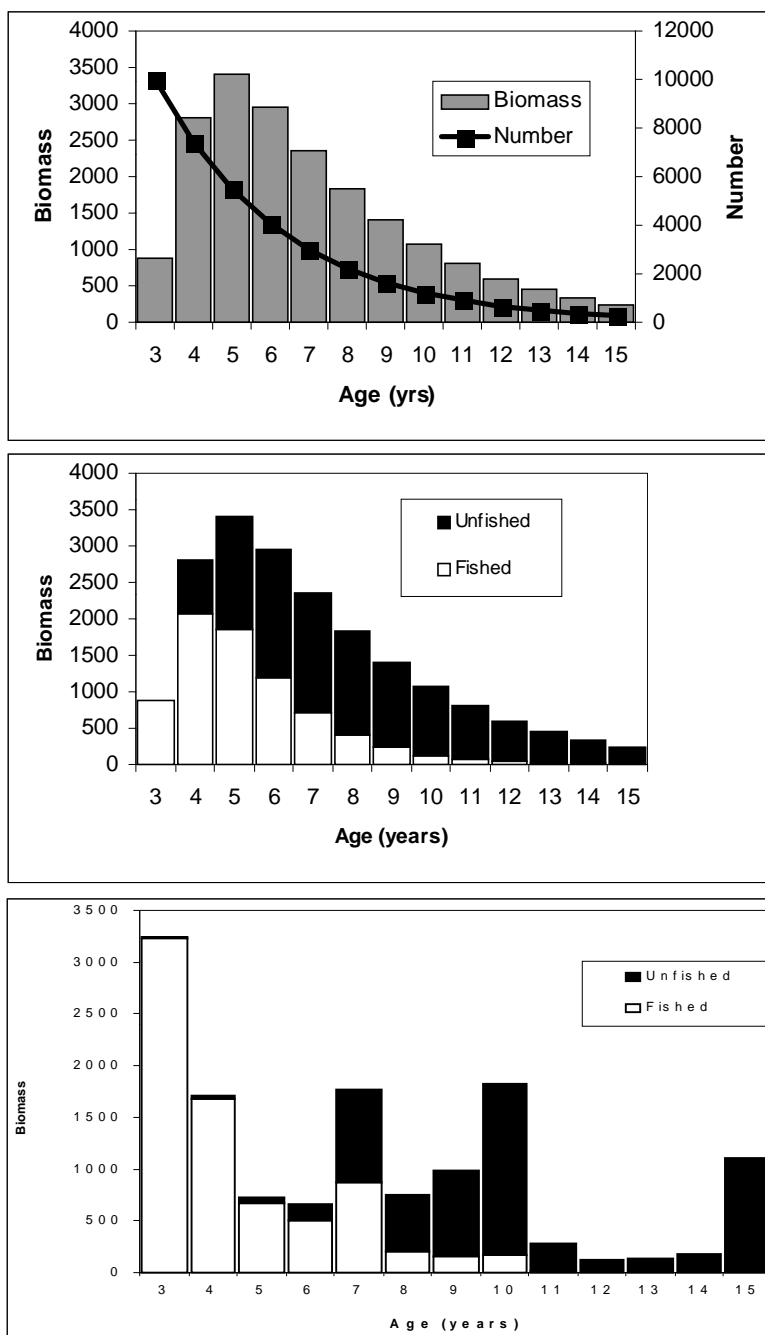 4000 12000
3500
3000 10000
2500 8000
2000 6000
1500 4000
1000
500 2000
0 0
Biomass
Number
Biomass
Number
3 4 5 6 7 8 9 10 11 12 13 14 15
Age (yrs)
4000
3500
3000
2500
2000
1500
1000
500
0
Biomass
Unfished
Fished
3 4 5 6 7 8 9 10 11 12 13 14 15
Age (years)
3500
3000
2500
2000
1500
1000
500
0
Biomass
Unfished
Fished
3 4 5 6 7 8 9 10 11 12 13 14 15
Age (years)